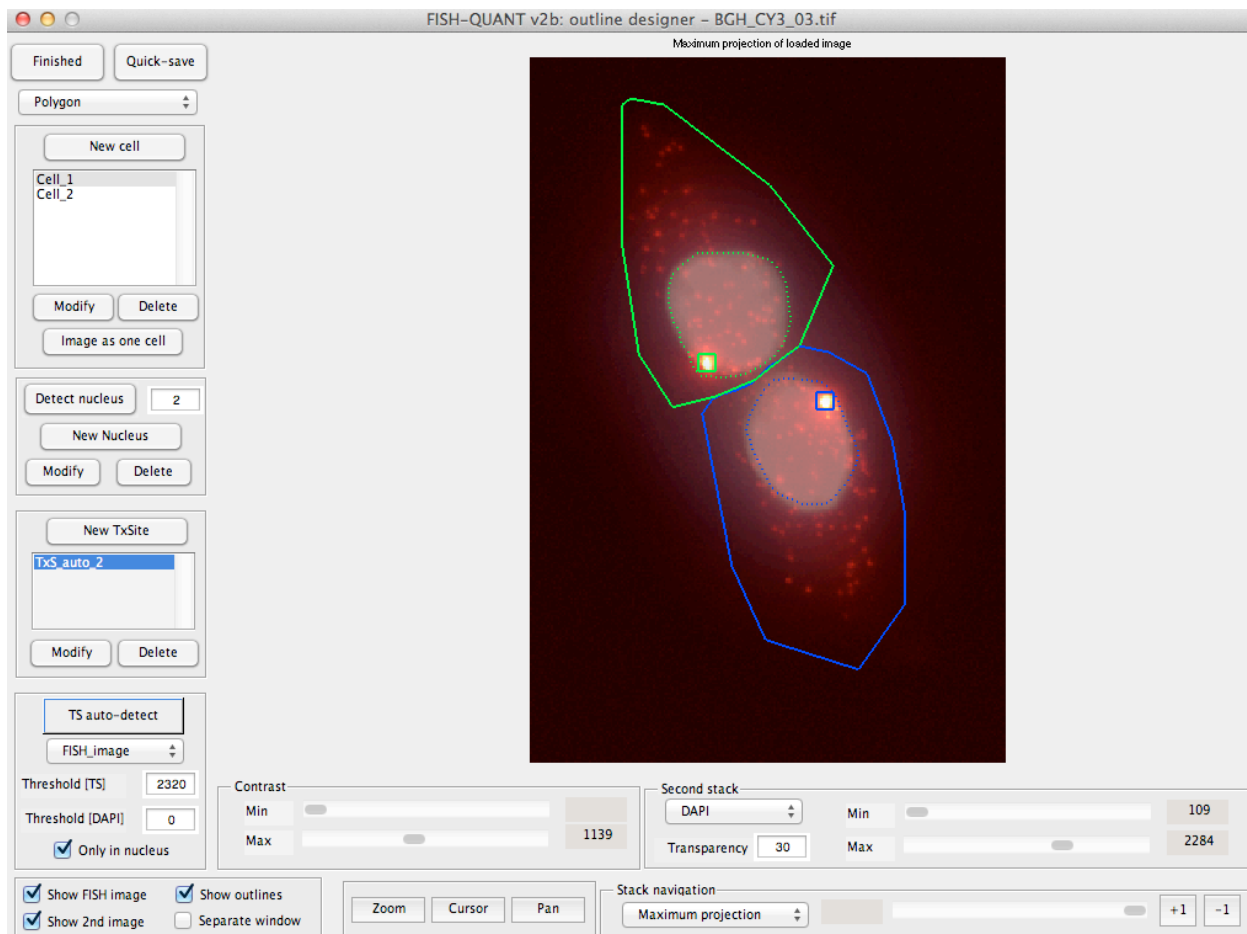 FISH-QUANT v2b: outline designer - BGH_CY3_03.tif
Maximum projection of loaded image
Finished
Quick-save
Polygon
New cell
Cell_1
Cell_2
Modify
Delete
Image as one cell
Detect nucleus
2
New Nucleus
Modify
Delete
New TxSite
TxS_auto_2
Modify
Delete
TS auto-detect
FISH_image
Threshold [TS]
2320
Threshold [DAPI]
0
Only in nucleus
Contrast
Min
Max
1139
Second stack
DAPI
Min
109
Transparency
30
Max
2284
Show FISH image
Show outlines
Show 2nd image
Separate window
Zoom
Cursor
Pan
Stack navigation
Maximum projection
+1
-1